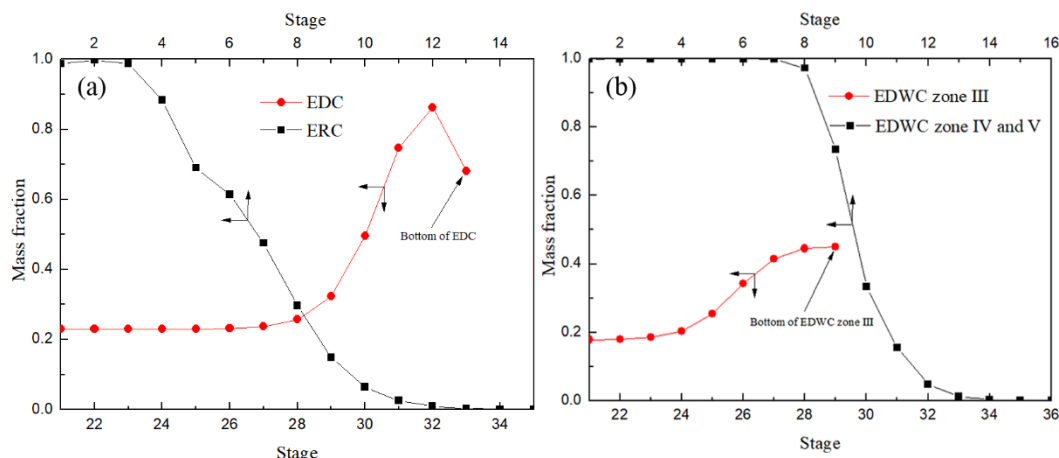 Stage
2 4 6 8 10 12 14
1.0
(a)
EDC
ERC
0.8
0.6
Bottom of EDC
Mass fraction
0.4
0.2
0.0
22 24 26 28 30 32 34
Stage
Stage
2 4 6 8 10 12 14 16
1.0
(b)
EDWC zone III
EDWC zone IV and V
0.8
0.6
Mass fraction
0.4
Bottom of EDWC zone III
0.2
0.0
22 24 26 28 30 32 34 36
Stage